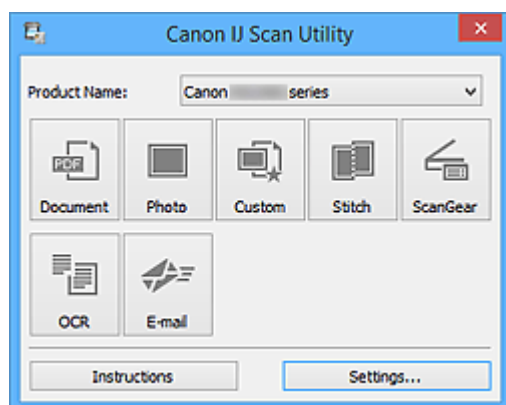 Canon IJ Scan Utility
Product Name: Canon series
PDF
Document Photo Custom Stitch ScanGear
OCR E-mail
Instructions Settings...